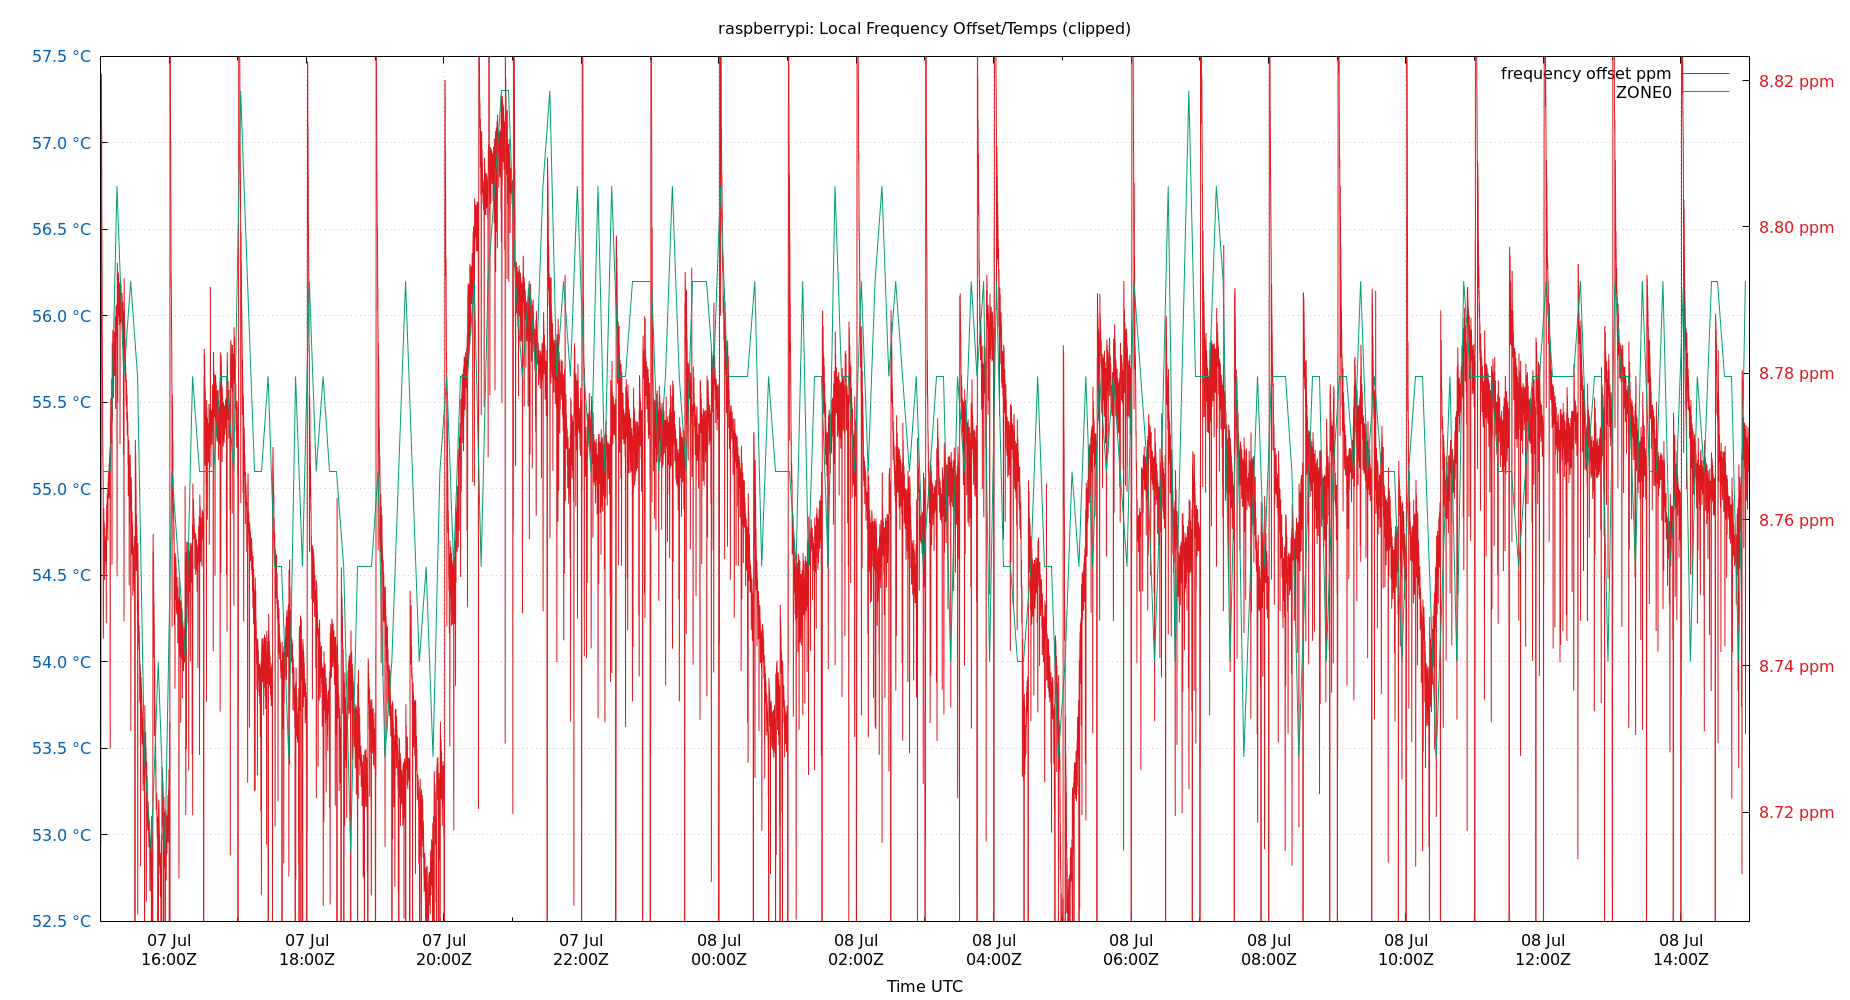 raspberrypi: Local Frequency Offset/Temps (clipped)
frequency offset ppm
ZONE0
57.5 °C
57.0 °C
56.5 °C
56.0 °C
55.5 °C
55.0 °C
54.5 °C
54.0 °C
53.5 °C
53.0 °C
52.5 °C
8.82 ppm
8.80 ppm
8.78 ppm
8.76 ppm
8.74 ppm
8.72 ppm
07 Jul
16:00Z
07 Jul
18:00Z
07 Jul
20:00Z
07 Jul
22:00Z
08 Jul
00:00Z
08 Jul
02:00Z
08 Jul
04:00Z
08 Jul
06:00Z
08 Jul
08:00Z
08 Jul
10:00Z
08 Jul
12:00Z
08 Jul
14:00Z
Time UTC